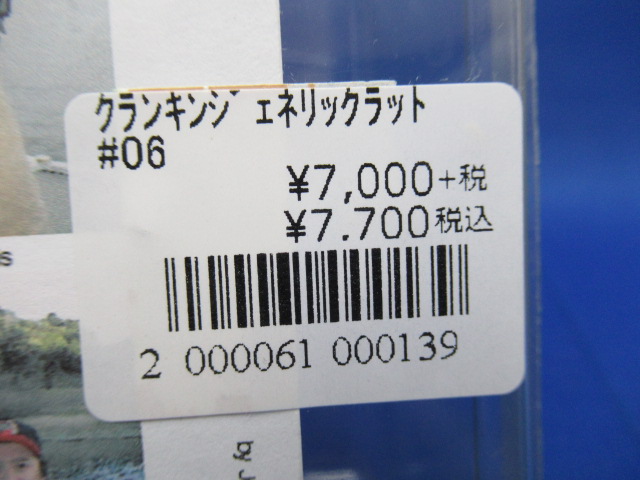 クランキンジェネリックラット
#06
¥7,000+税
¥7.700税込
2 000061 000139
s
by J